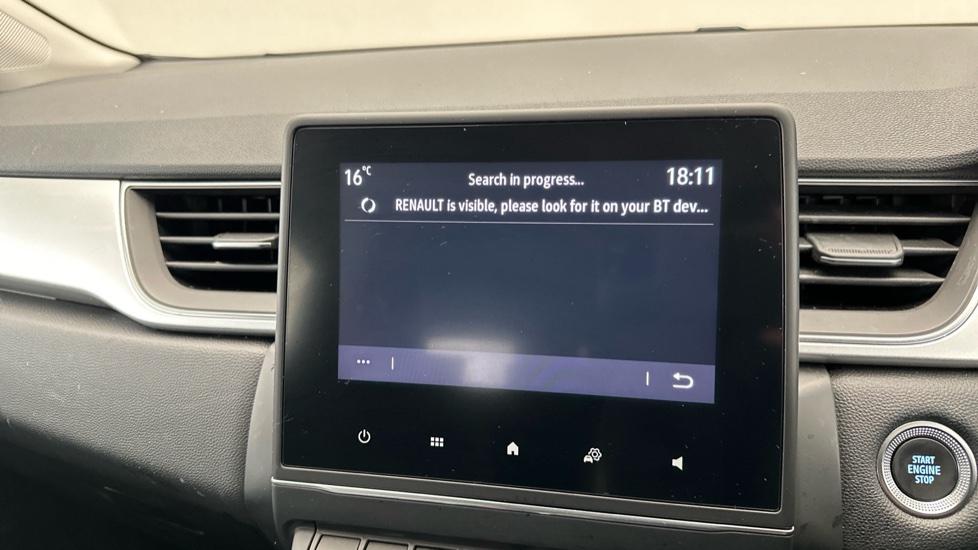 16°C Search in progress... 18:11
RENAULT is visible, please look for it on your BT dev...
START
ENGINE
STOP